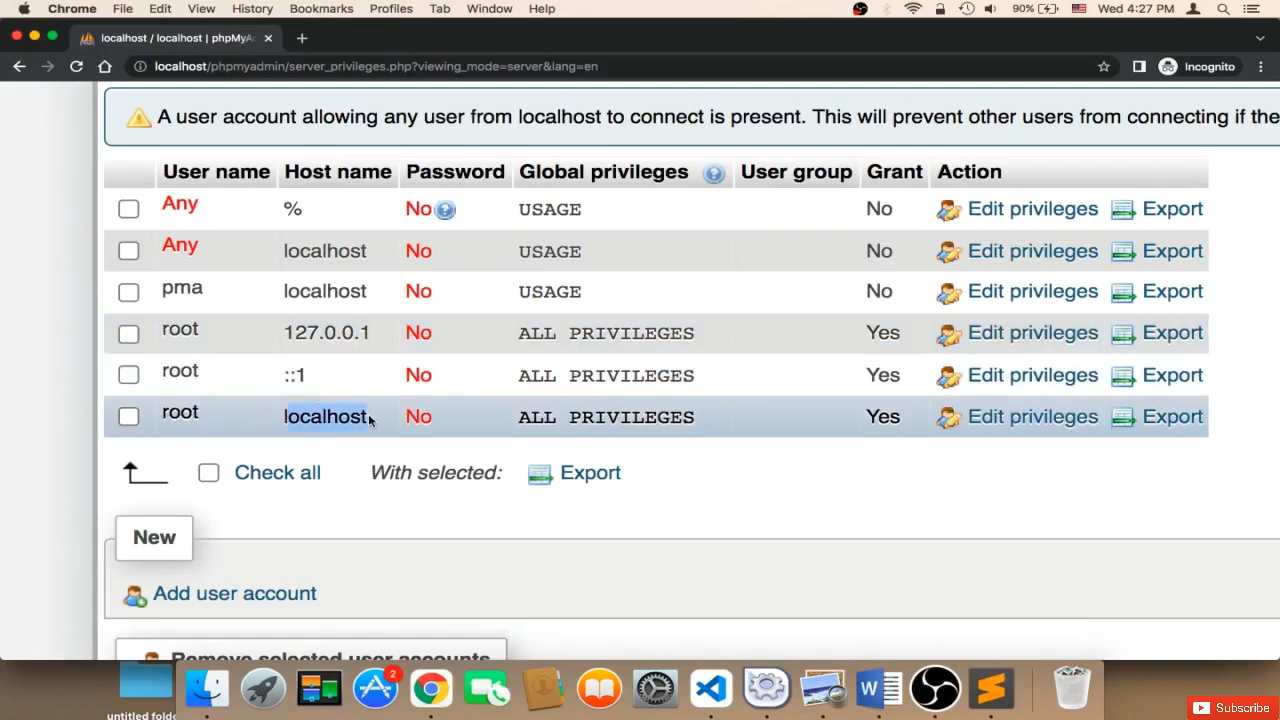 Chrome File Edit View History Bookmarks Profiles Tab Window Help 90% Wed 4:27 PM
localhost / localhost | phpMyA
localhost/phpmyadmin/server_privileges.php?viewing_mode=server&lang=en Incognito
A user account allowing any user from localhost to connect is present. This will prevent other users from connecting if the
User name Host name Password Global privileges User group Grant Action
Any % No USAGE No Edit privileges Export
Any localhost No USAGE No Edit privileges Export
pma localhost No USAGE No Edit privileges Export
root 127.0.0.1 No ALL PRIVILEGES Yes Edit privileges Export
root ::1 No ALL PRIVILEGES Yes Edit privileges Export
root localhost No ALL PRIVILEGES Yes Edit privileges Export
Check all With selected: Export
New
Add user account
Remove selected user accounts
2
untitled folde
Subscribe